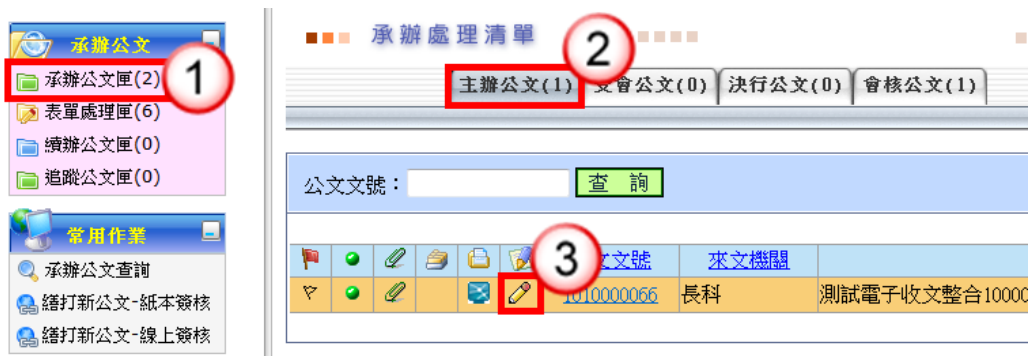 承辦公文
承辦公文匣(2)
1
表單處理匣(6)
續辦公文匣(0)
追蹤公文匣(0)
常用作業
承辦公文查詢
繕打新公文-紙本簽核
繕打新公文-線上簽核
承辦處理清單
2
主辦公文(1) 會公文(0) 決行公文(0) 會核公文(1)
公文文號： 查 詢
3
文號 來文機關
1010000066 長科 測試電子收文整合10000